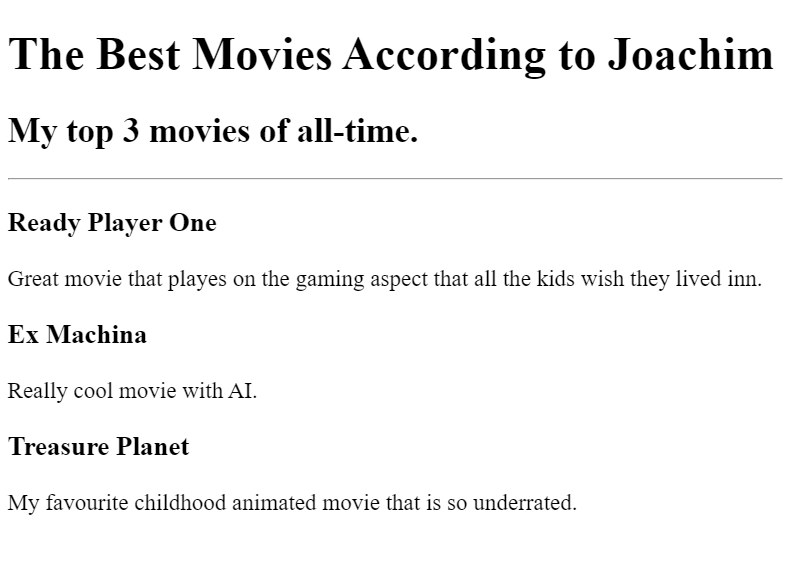 The Best Movies According to Joachim
My top 3 movies of all-time.
Ready Player One
Great movie that playes on the gaming aspect that all the kids wish they lived inn.
Ex Machina
Really cool movie with AI.
Treasure Planet
My favourite childhood animated movie that is so underrated.